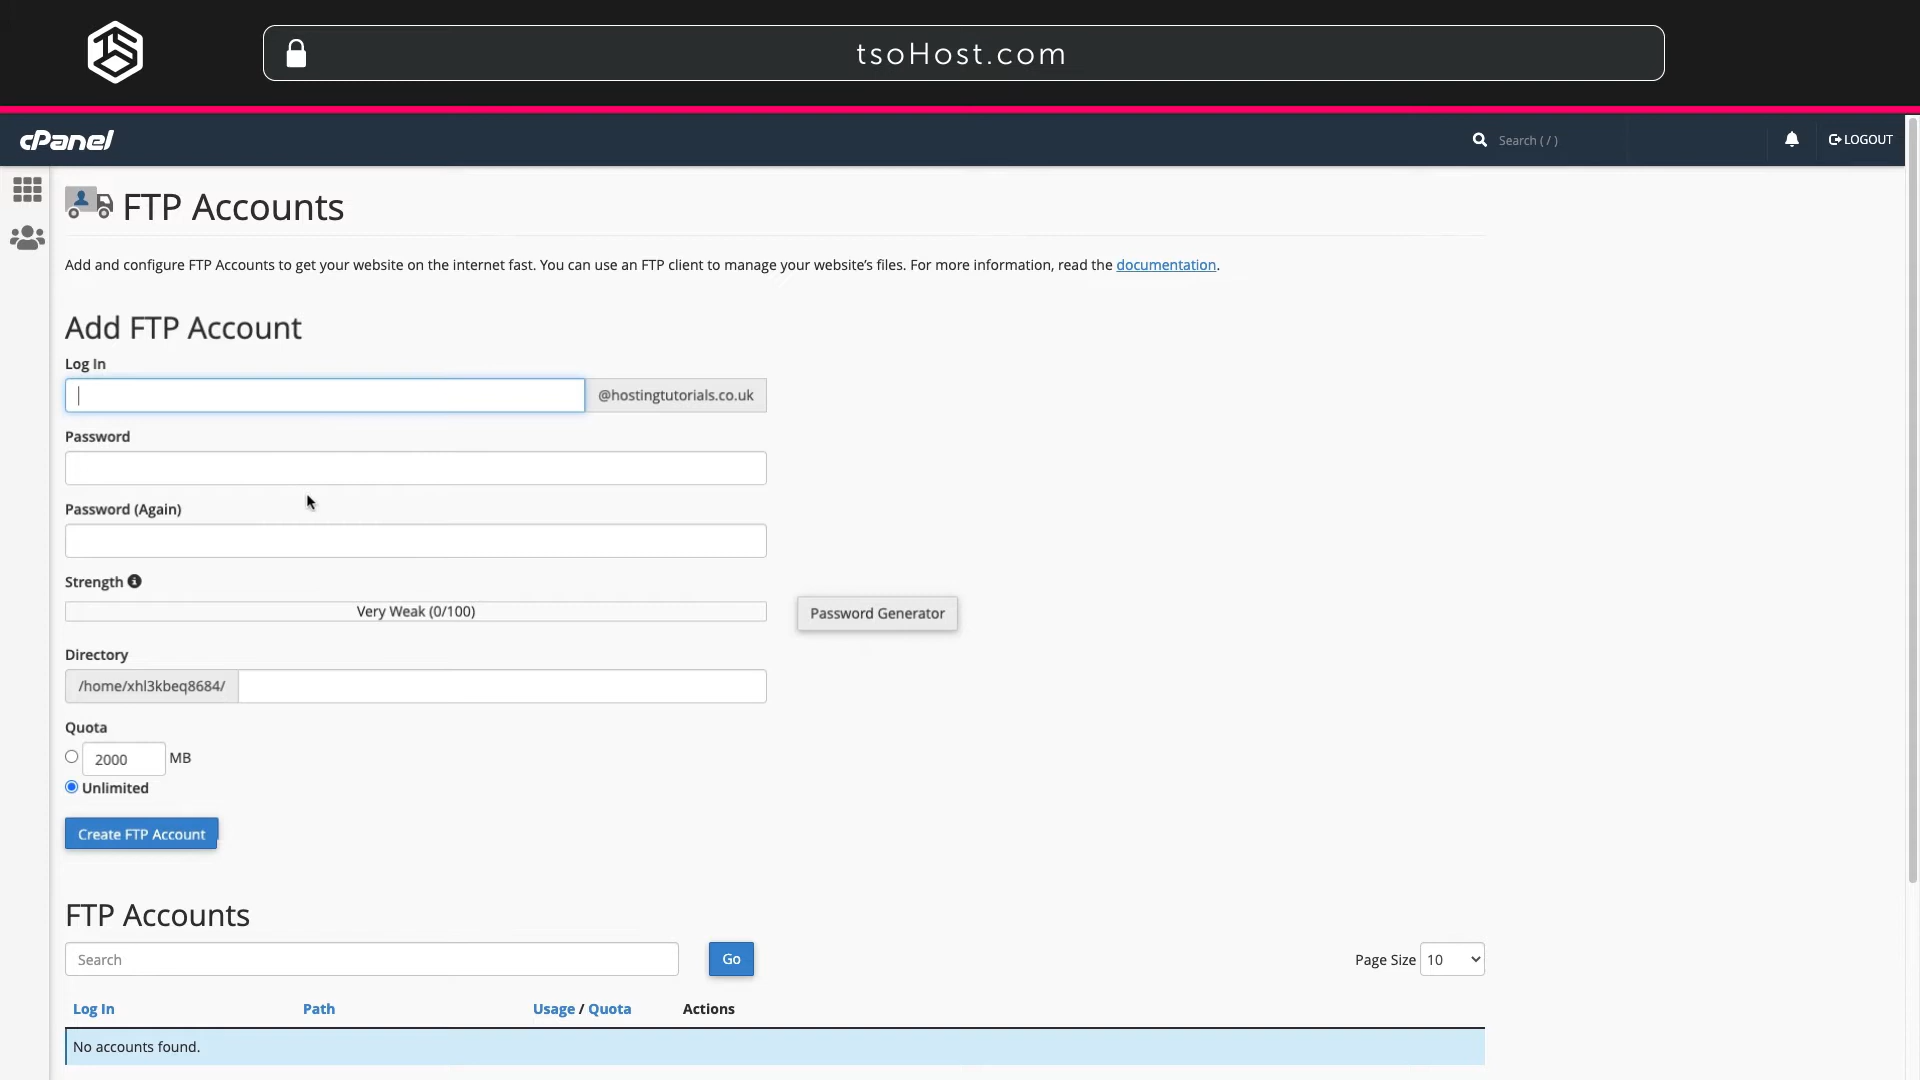 tsoHost.com
cPanel
Search ( / )
LOGOUT
FTP Accounts
Add and configure FTP Accounts to get your website on the internet fast. You can use an FTP client to manage your website’s files. For more information, read the documentation.
Add FTP Account
Log In
@hostingtutorials.co.uk
Password
Password (Again)
Strength
Very Weak (0/100)
Password Generator
Directory
/home/xhl3kbeq8684/
Quota
2000 MB
Unlimited
Create FTP Account
FTP Accounts
Search Go Page Size 10
Log In Path Usage / Quota Actions
No accounts found.